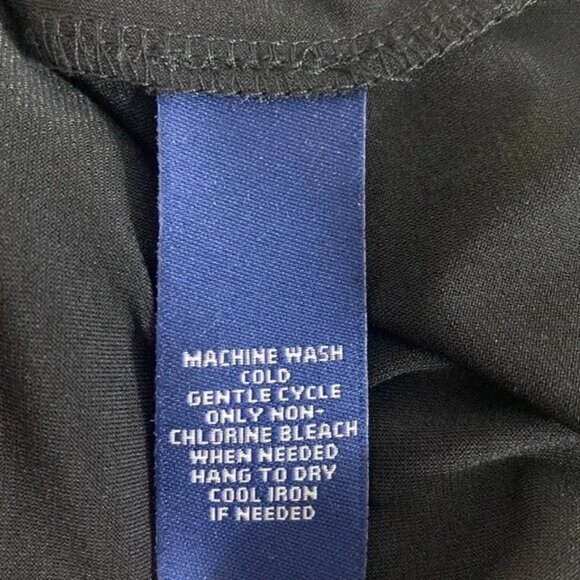 MACHINE WASH
COLD
GENTLE CYCLE
ONLY NON-
CHLORINE BLEACH
WHEN NEEDED
HANG TO DRY
COOL IRON
IF NEEDED